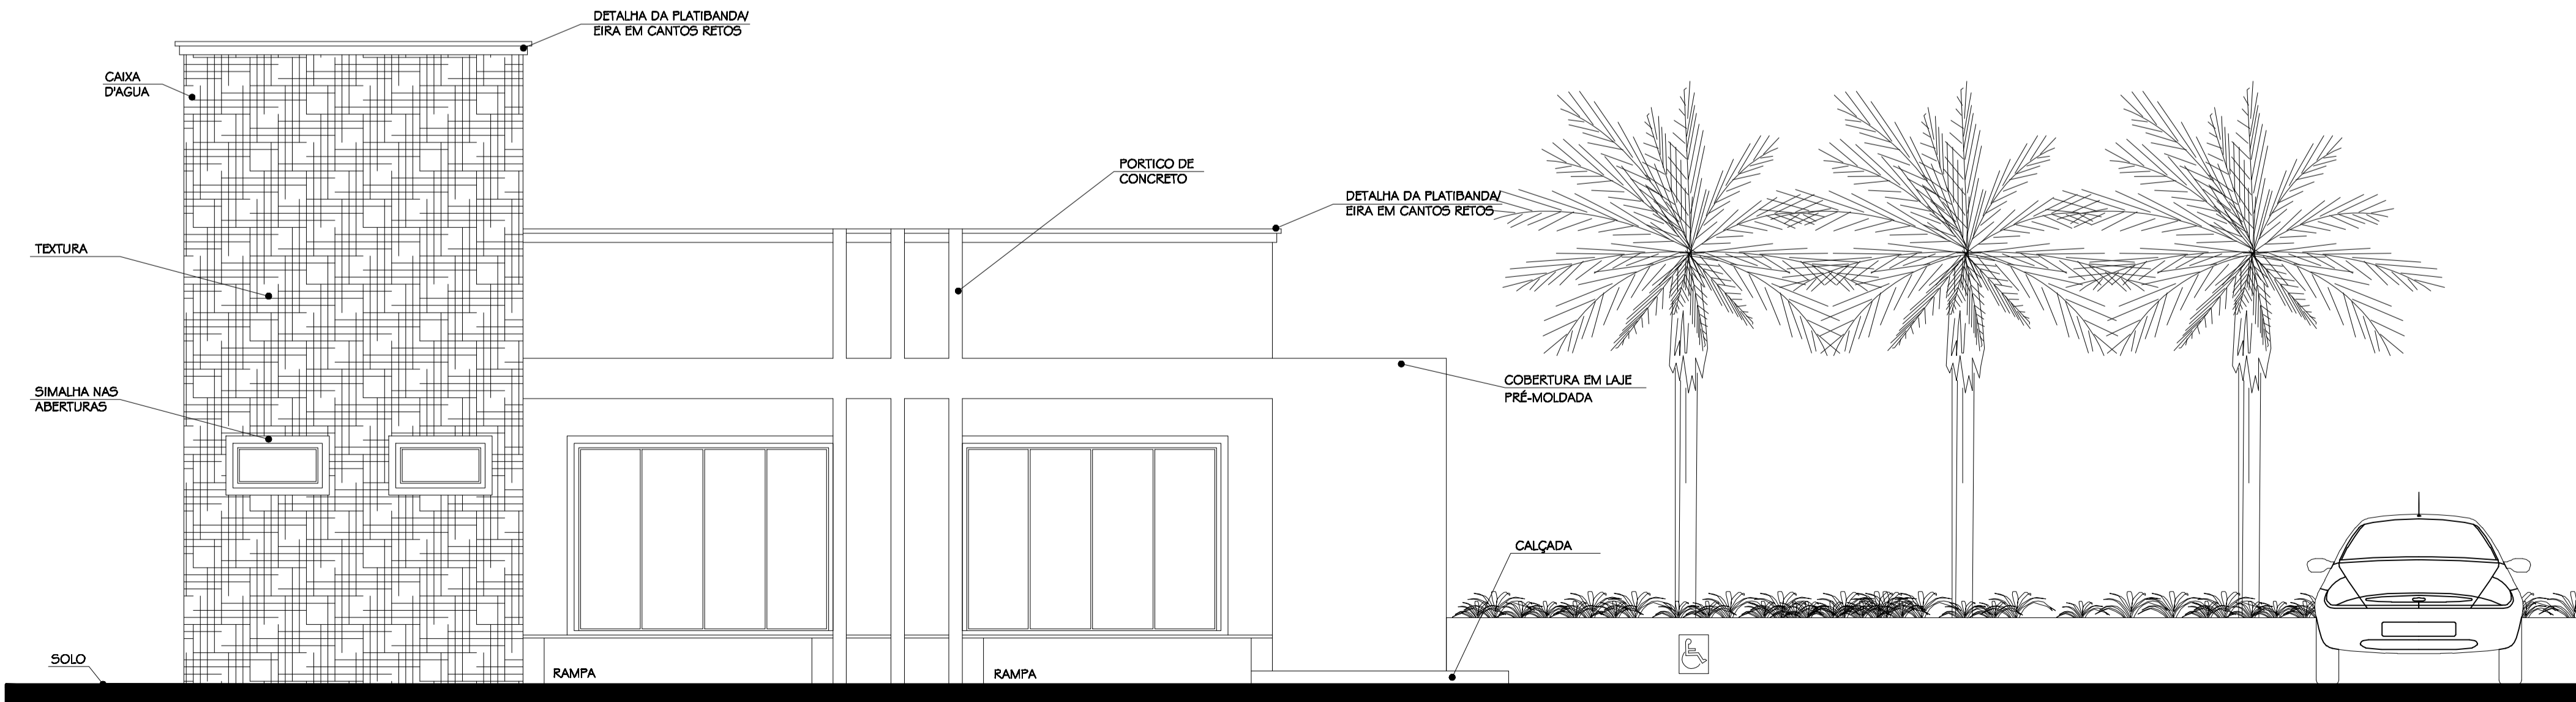 DETALHA DA PLATIBANDA/
EIRA EM CANTOS RETOS
CAIXA
D'AGUA
PORTICO DE
CONCRETO
DETALHA DA PLATIBANDA/
EIRA EM CANTOS RETOS
TEXTURA
SIMALHA NAS
ABERTURAS
COBERTURA EM LAJE
PRÉ-MOLDADA
CALÇADA
SOLO
RAMPA
RAMPA